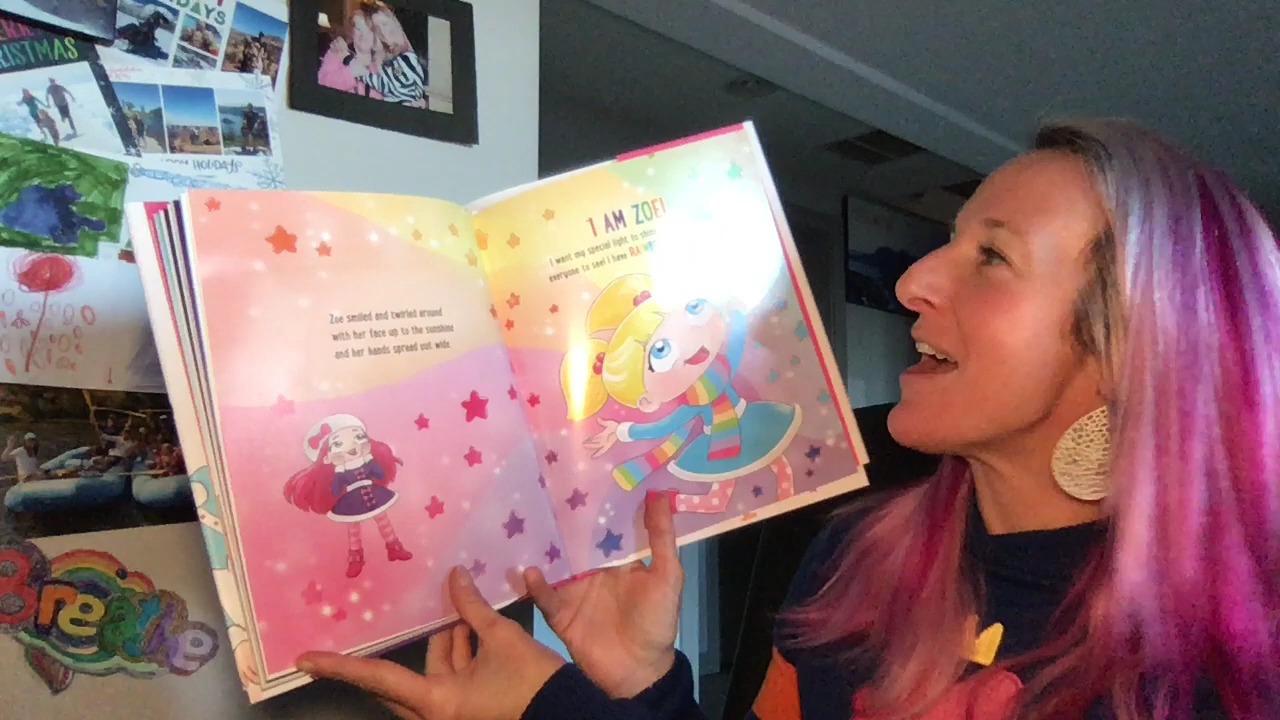 CHRISTMAS
HOLIDAYS
Breathe
Zoe smiled and twirled around
with her face up to the sunshine
and her hands spread out wide.
I AM ZOE!
I want my special light to
everyone to see! I have